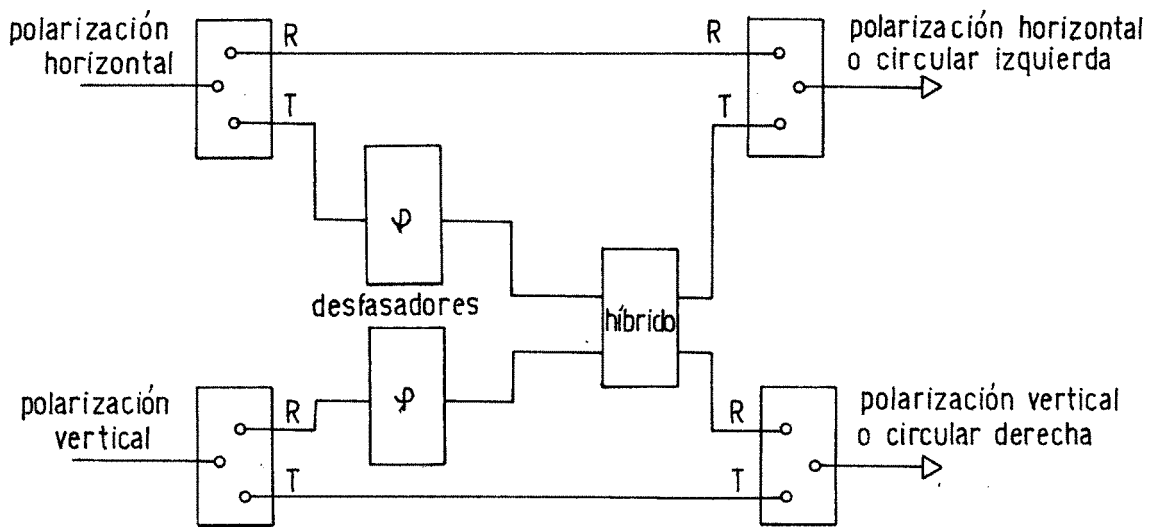 polarización
horizontal
R
T
R
T
polarización horizontal
o circular izquierda
φ
desfasadores
φ
híbrido
polarización
vertical
R
T
R
T
polarización vertical
o circular derecha